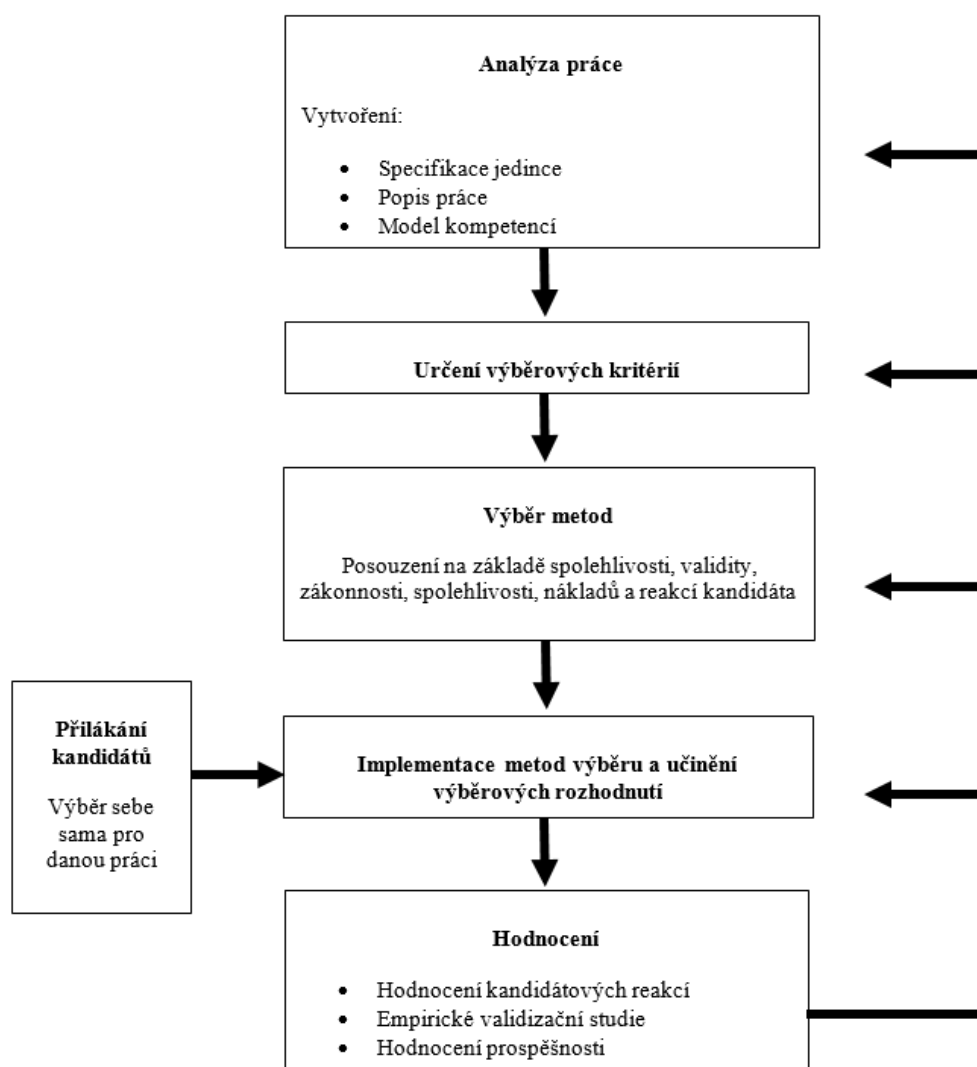 Analýza práce
Vytvoření:
• Specifikace jedince
• Popis práce
• Model kompetencí
Určení výběrových kritérií
Výběr metod
Posouzení na základě spolehlivosti, validity,
zákonnosti, spolehlivosti, nákladů a reakcí kandidáta
Přilákání
kandidátů
Výběr sebe
sama pro
danou práci
Implementace metod výběru a učinění
výběrových rozhodnutí
Hodnocení
• Hodnocení kandidátových reakcí
• Empirické validizační studie
• Hodnocení prospěšnosti